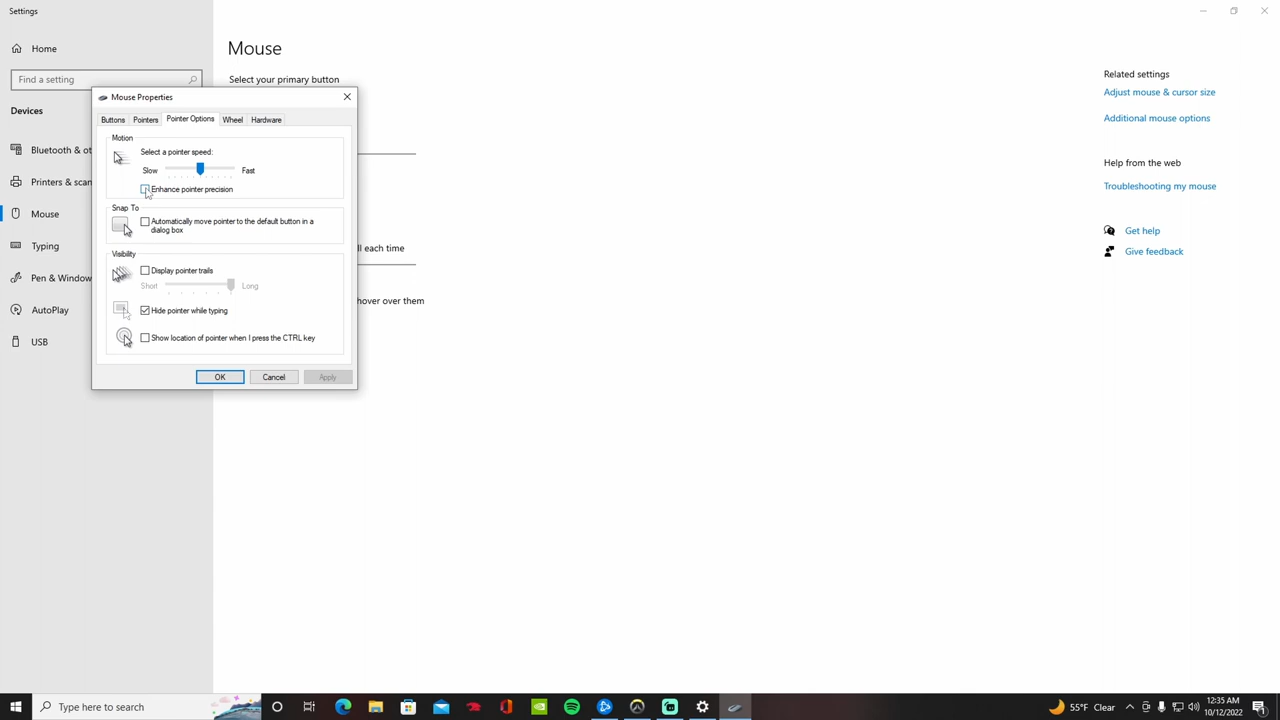 Settings
Home
Find a setting
Devices
Bluetooth & ot
Printers & scan
Mouse
Typing
Pen & Window
AutoPlay
USB
Mouse
Select your primary button
ll each time
hover over them
Related settings
Adjust mouse & cursor size
Additional mouse options
Help from the web
Troubleshooting my mouse
Get help
Give feedback
Mouse Properties
Buttons Pointers Pointer Options Wheel Hardware
Motion
Select a pointer speed:
Slow Fast
Enhance pointer precision
Snap To
Automatically move pointer to the default button in a
dialog box
Visibility
Display pointer trails
Short Long
Hide pointer while typing
Show location of pointer when I press the CTRL key
OK Cancel Apply
Type here to search
55°F Clear
12:35 AM
10/12/2022
1